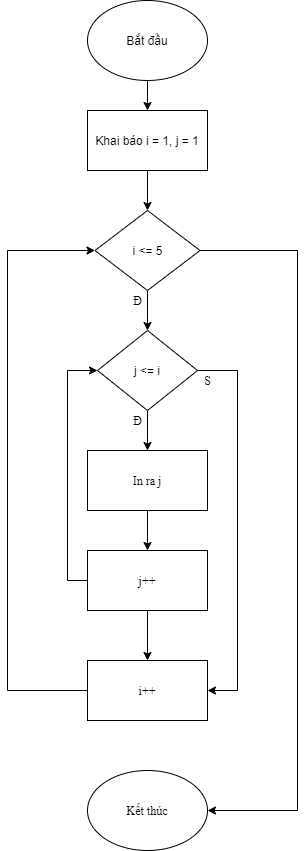 Bắt đầu
Khai báo i = 1, j = 1
i <= 5
Đ
j <= i
S
Đ
In ra j
j++
i++
Kết thúc